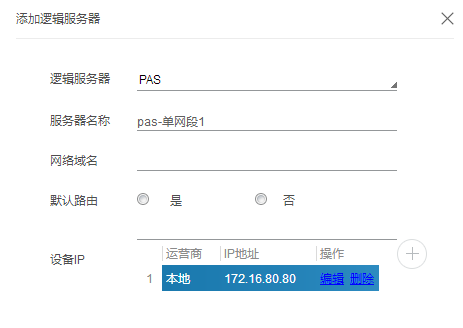 添加逻辑服务器
逻辑服务器 PAS
服务器名称 pas-单网段1
网络域名
默认路由 是 否
设备IP
运营商 IP地址 操作
1 本地 172.16.80.80 编辑 删除